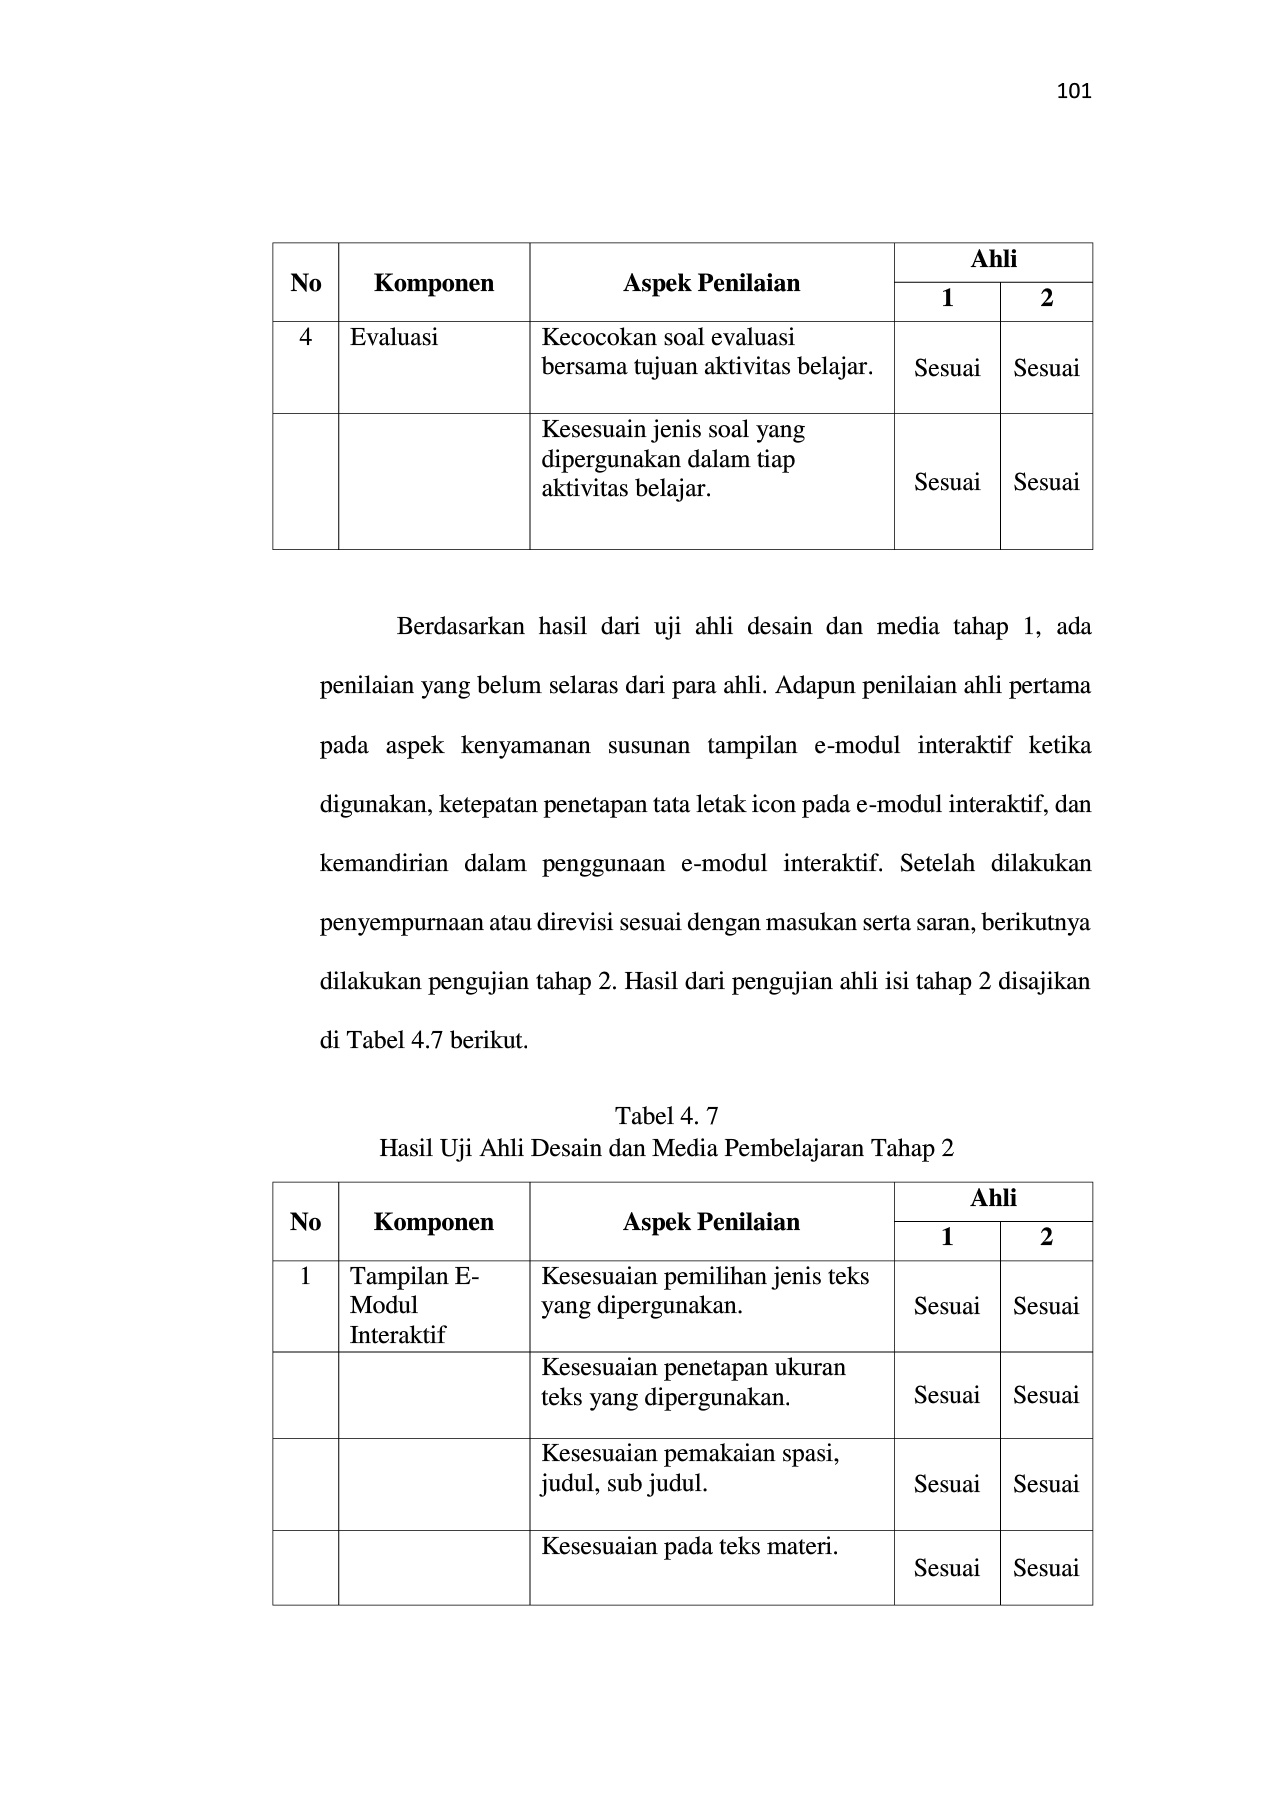 101
No Komponen Aspek Penilaian Ahli
1 2
4 Evaluasi Kecocokan soal evaluasi
bersama tujuan aktivitas belajar. Sesuai Sesuai
Kesesuain jenis soal yang
dipergunakan dalam tiap
aktivitas belajar. Sesuai Sesuai
Berdasarkan hasil dari uji ahli desain dan media tahap 1, ada
penilaian yang belum selaras dari para ahli. Adapun penilaian ahli pertama
pada aspek kenyamanan susunan tampilan e-modul interaktif ketika
digunakan, ketepatan penetapan tata letak icon pada e-modul interaktif, dan
kemandirian dalam penggunaan e-modul interaktif. Setelah dilakukan
penyempurnaan atau direvisi sesuai dengan masukan serta saran, berikutnya
dilakukan pengujian tahap 2. Hasil dari pengujian ahli isi tahap 2 disajikan
di Tabel 4.7 berikut.
Tabel 4. 7
Hasil Uji Ahli Desain dan Media Pembelajaran Tahap 2
No Komponen Aspek Penilaian Ahli
1 2
1 Tampilan E- Kesesuaian pemilihan jenis teks
Modul yang dipergunakan. Sesuai Sesuai
Interaktif
Kesesuaian penetapan ukuran
teks yang dipergunakan. Sesuai Sesuai
Kesesuaian pemakaian spasi,
judul, sub judul. Sesuai Sesuai
Kesesuaian pada teks materi.
Sesuai Sesuai